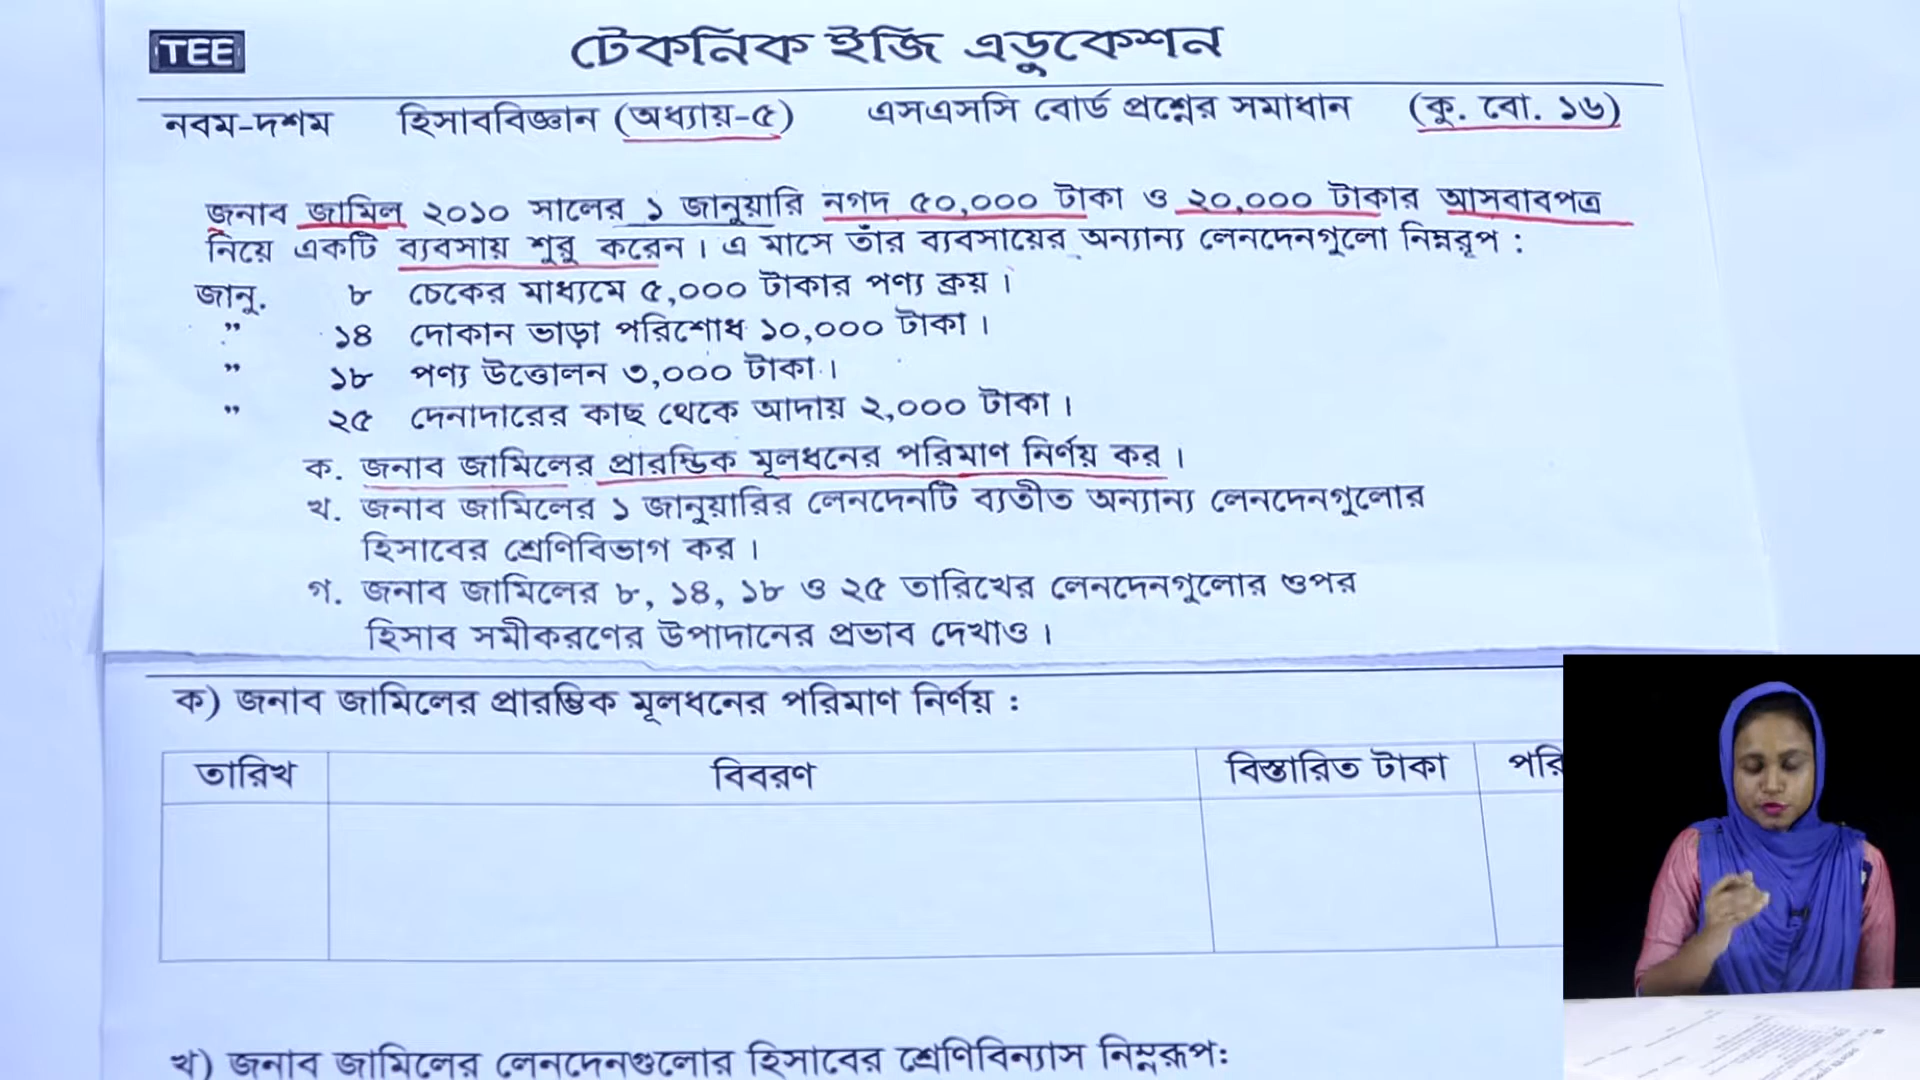 TEE
টেকনিক ইজি এডুকেশন
নবম-দশম হিসাববিজ্ঞান (অধ্যায়-৫) এসএসসি বোর্ড প্রশ্নের সমাধান (কু. বো. ১৬)
জনাব জামিল ২০১০ সালের ১ জানুয়ারি নগদ ৫০,০০০ টাকা ও ২০,০০০ টাকার আসবাবপত্র
নিয়ে একটি ব্যবসায় শুরু করেন। এ মাসে তাঁর ব্যবসায়ের অন্যান্য লেনদেনগুলো নিম্নরূপ :
জানু. ৮ চেকের মাধ্যমে ৫,০০০ টাকার পণ্য ক্রয়।
” ১৪ দোকান ভাড়া পরিশোধ ১০,০০০ টাকা।
” ১৮ পণ্য উত্তোলন ৩,০০০ টাকা।
” ২৫ দেনাদারের কাছ থেকে আদায় ২,০০০ টাকা।
ক. জনাব জামিলের প্রারম্ভিক মূলধনের পরিমাণ নির্ণয় কর।
খ. জনাব জামিলের ১ জানুয়ারির লেনদেনটি ব্যতীত অন্যান্য লেনদেনগুলোর
হিসাবের শ্রেণিবিভাগ কর।
গ. জনাব জামিলের ৮, ১৪, ১৮ ও ২৫ তারিখের লেনদেনগুলোর ওপর
হিসাব সমীকরণের উপাদানের প্রভাব দেখাও।
ক) জনাব জামিলের প্রারম্ভিক মূলধনের পরিমাণ নির্ণয় :
তারিখ বিবরণ বিস্তারিত টাকা পরি
খ) জনাব জামিলের লেনদেনগুলোর হিসাবের শ্রেণিবিন্যাস নিম্নরূপ: